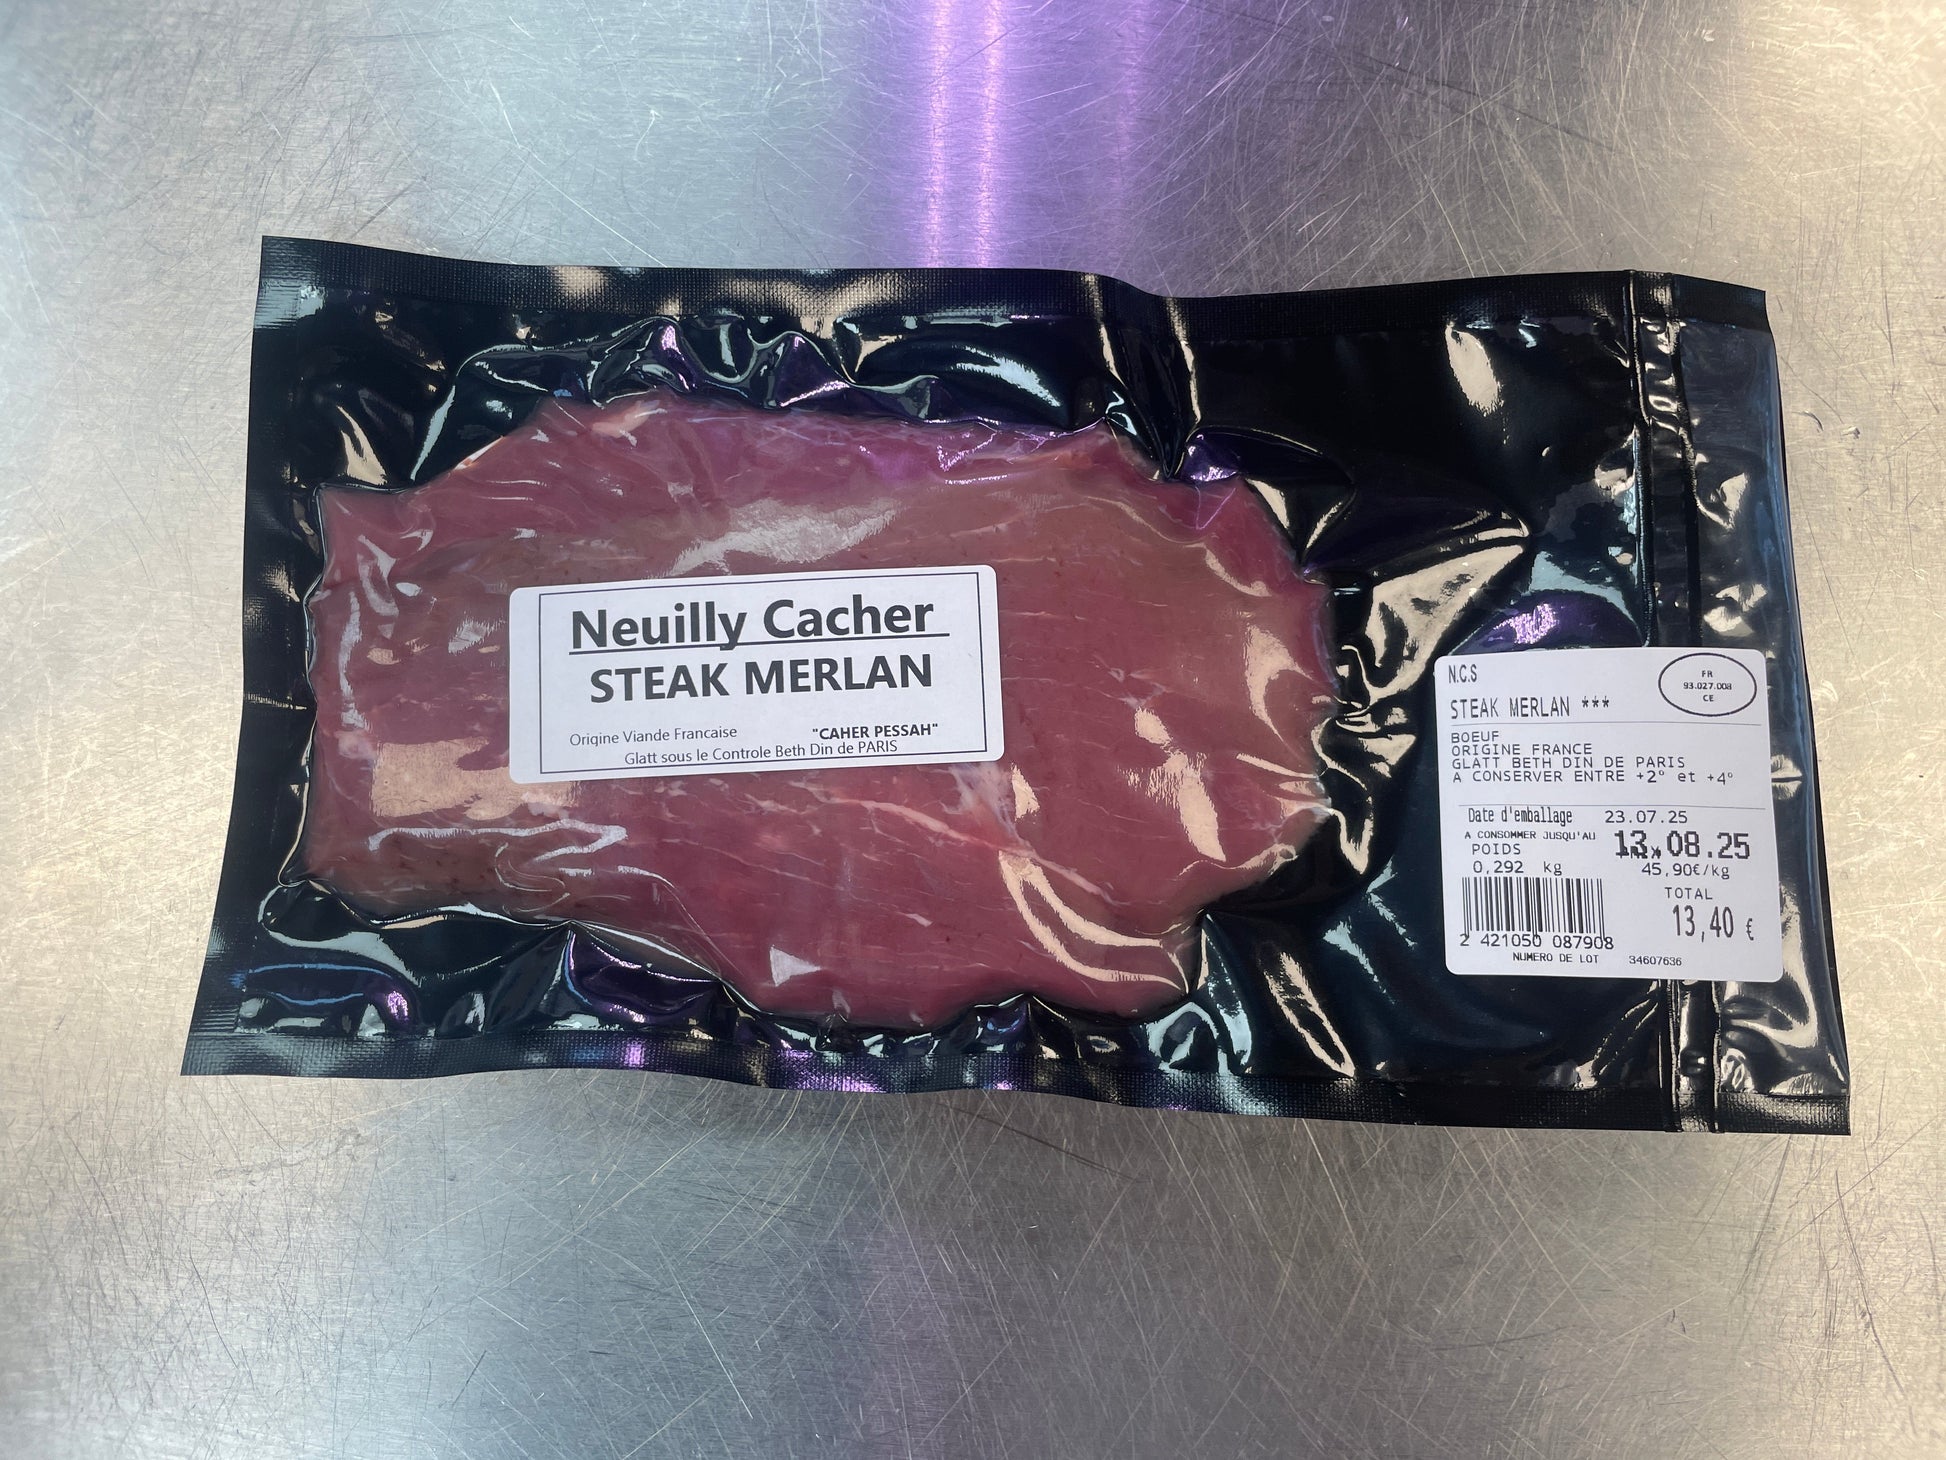 Neuilly Cacher
STEAK MERLAN
Origine Viande Francaise "CAHER PESSAH"
Glatt sous le Controle Beth Din de PARIS
N.C.S
FR
93.027.008
CE
STEAK MERLAN ***
BOEUF
ORIGINE FRANCE
GLATT BETH DIN DE PARIS
A CONSERVER ENTRE +2° et +4°
Date d'emballage 23.07.25
A CONSOMMER JUSQU'AU 13.08.25
POIDS
0,292 kg 45,90€/kg
TOTAL
13,40 €
2 421050 087908
NUMERO DE LOT 34607636